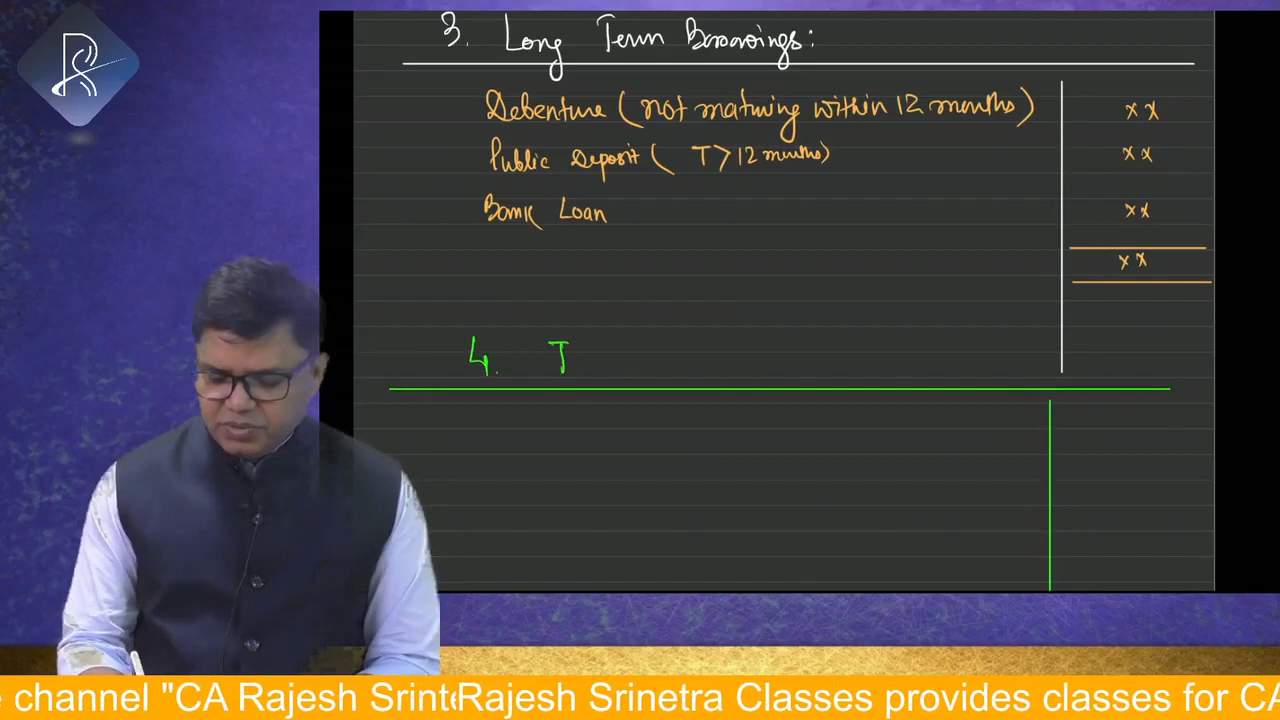 3. Long Term Borrowings:
Debenture (not maturing within 12 months) xx
Public Deposit ( T > 12 months) xx
Bank Loan xx
xx
4. T
e channel "CA Rajesh Srinte
Rajesh Srinetra Classes provides classes for CA